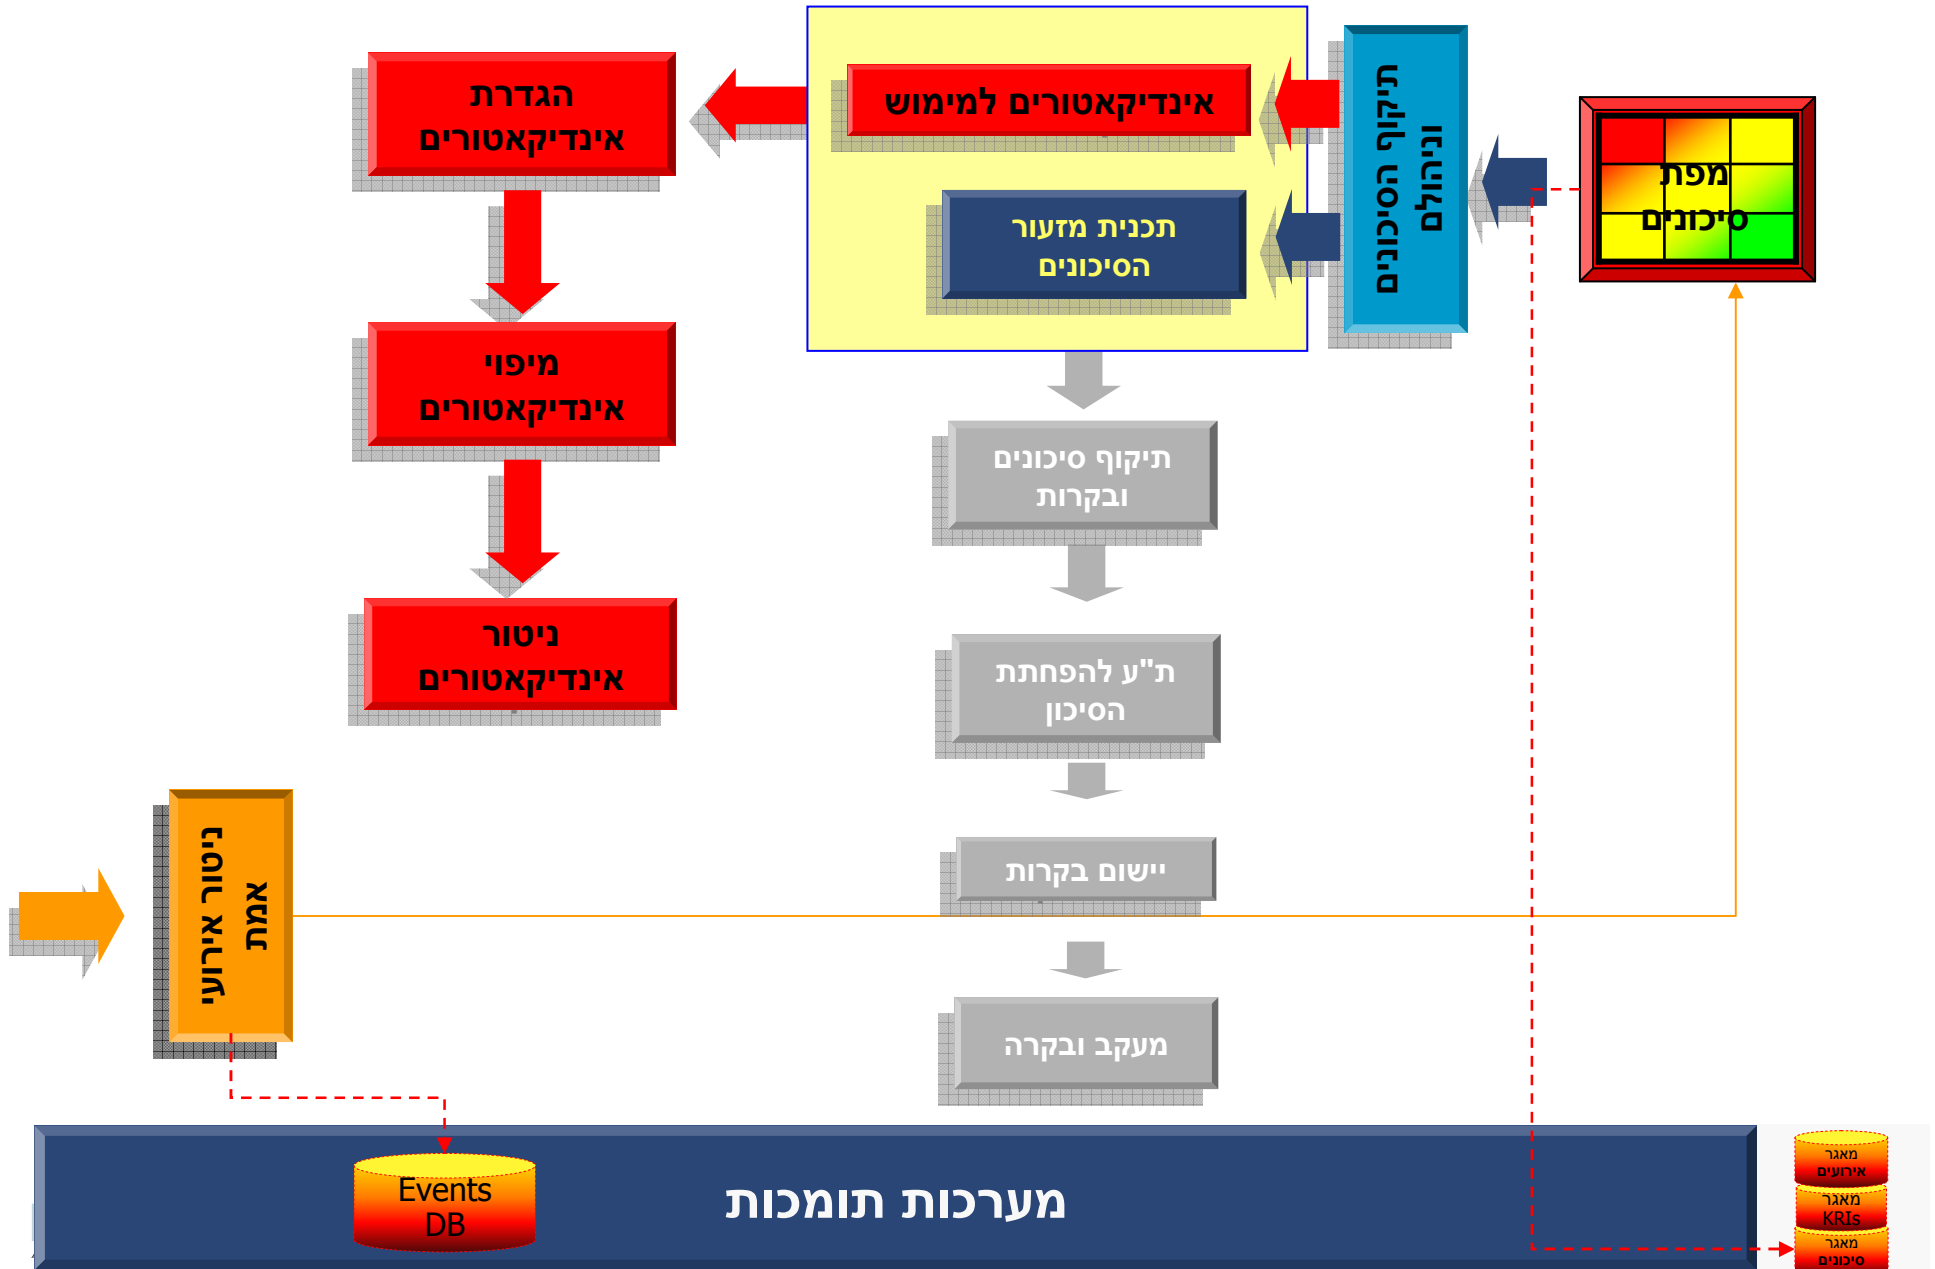 מפת
סיכונים
תיקוף הסיכונים
וניהולם
אינדיקאטורים למימוש
תכנית מזעור
הסיכונים
הגדרת
אינדיקאטורים
מיפוי
אינדיקאטורים
ניטור
אינדיקאטורים
תיקוף סיכונים
ובקרות
ת"ע להפחתת
הסיכון
יישום בקרות
מעקב ובקרה
ניטור אירועי
אמת
Events
DB
מערכות תומכות
מאגר
אירועים
מאגר
KRIs
מאגר
סיכונים